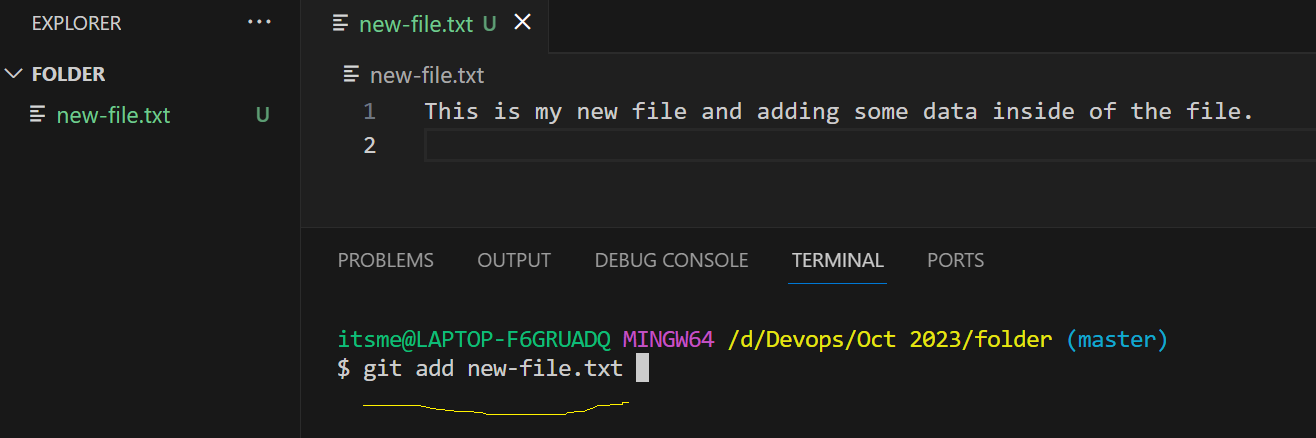 EXPLORER ···
FOLDER
new-file.txt U
new-file.txt U
new-file.txt
1 This is my new file and adding some data inside of the file.
2
PROBLEMS OUTPUT DEBUG CONSOLE TERMINAL PORTS
itsme@LAPTOP-F6GRUADQ MINGW64 /d/Devops/Oct 2023/folder (master)
$ git add new-file.txt